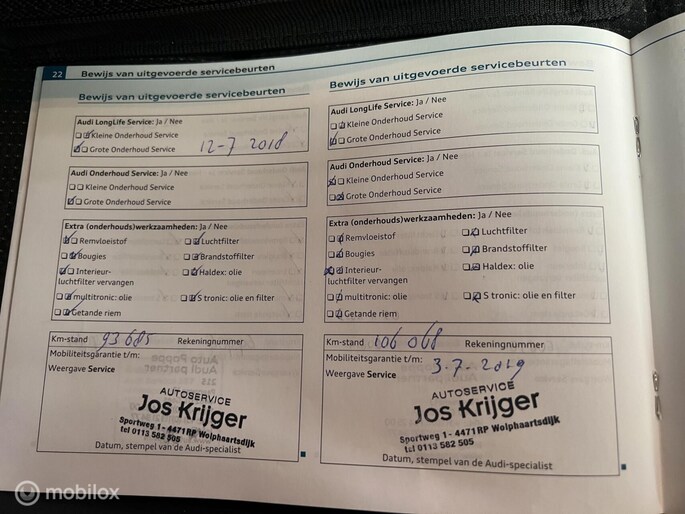 22 Bewijs van uitgevoerde servicebeurten
Bewijs van uitgevoerde servicebeurten
Audi LongLife Service: Ja / Nee
Kleine Onderhoud Service
Grote Onderhoud Service 12-7 2018
Audi Onderhoud Service: Ja / Nee
Kleine Onderhoud Service
Grote Onderhoud Service
Extra (onderhouds)werkzaamheden: Ja / Nee
Remvloeistof Luchtfilter
Bougies Brandstoffilter
Interieur- Haldex: olie
luchtfilter vervangen
multitronic: olie S tronic: olie en filter
Getande riem
Km-stand 93685 Rekeningnummer
Mobiliteitsgarantie t/m:
Weergave Service
AUTOSERVICE
Jos Krijger
Sportweg 1 - 4471 RP Wolphaartsdijk
tel 0113 582 505
Datum, stempel van de Audi-specialist
Bewijs van uitgevoerde servicebeurten
Audi LongLife Service: Ja / Nee
Kleine Onderhoud Service
Grote Onderhoud Service
Audi Onderhoud Service: Ja / Nee
Kleine Onderhoud Service
Grote Onderhoud Service
Extra (onderhouds)werkzaamheden: Ja / Nee
Remvloeistof Luchtfilter
Bougies Brandstoffilter
Interieur- Haldex: olie
luchtfilter vervangen
multitronic: olie S tronic: olie en filter
Getande riem
Km-stand 106 068 Rekeningnummer
Mobiliteitsgarantie t/m: 3-7-2019
Weergave Service
AUTOSERVICE
Jos Krijger
Sportweg 1 - 4471 RP Wolphaartsdijk
tel 0113 582 505
Datum, stempel van de Audi-specialist
mobilox